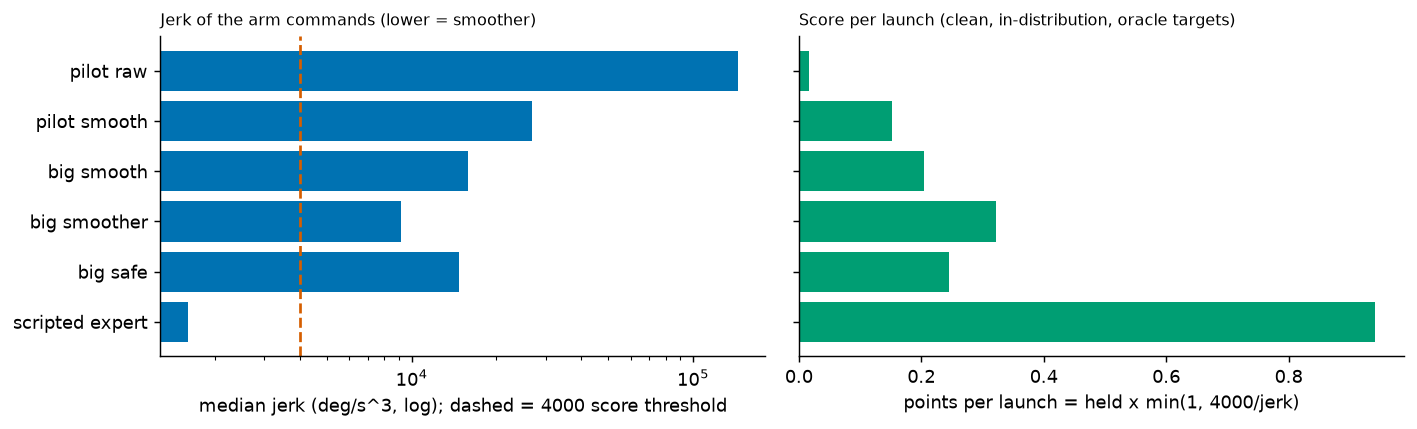 Jerk of the arm commands (lower = smoother)
pilot raw
pilot smooth
big smooth
big smoother
big safe
scripted expert
10^4
10^5
median jerk (deg/s^3, log); dashed = 4000 score threshold
Score per launch (clean, in-distribution, oracle targets)
0.0
0.2
0.4
0.6
0.8
points per launch = held x min(1, 4000/jerk)